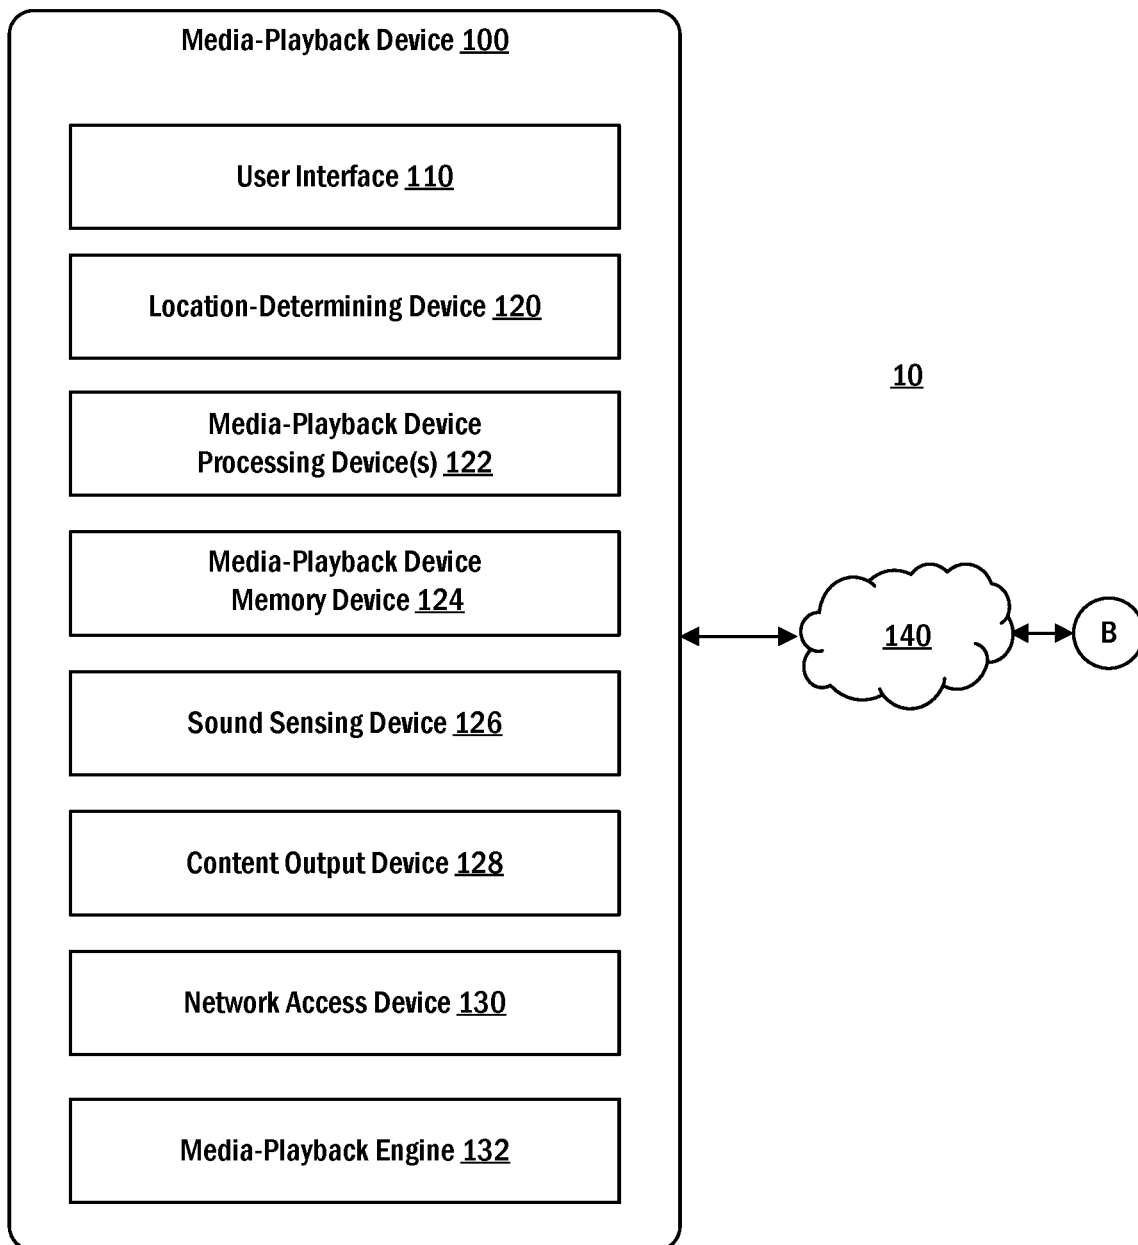 Media-Playback Device 100
User Interface 110
Location-Determining Device 120
Media-Playback Device
Processing Device(s) 122
Media-Playback Device
Memory Device 124
Sound Sensing Device 126
Content Output Device 128
Network Access Device 130
Media-Playback Engine 132
10
140
B